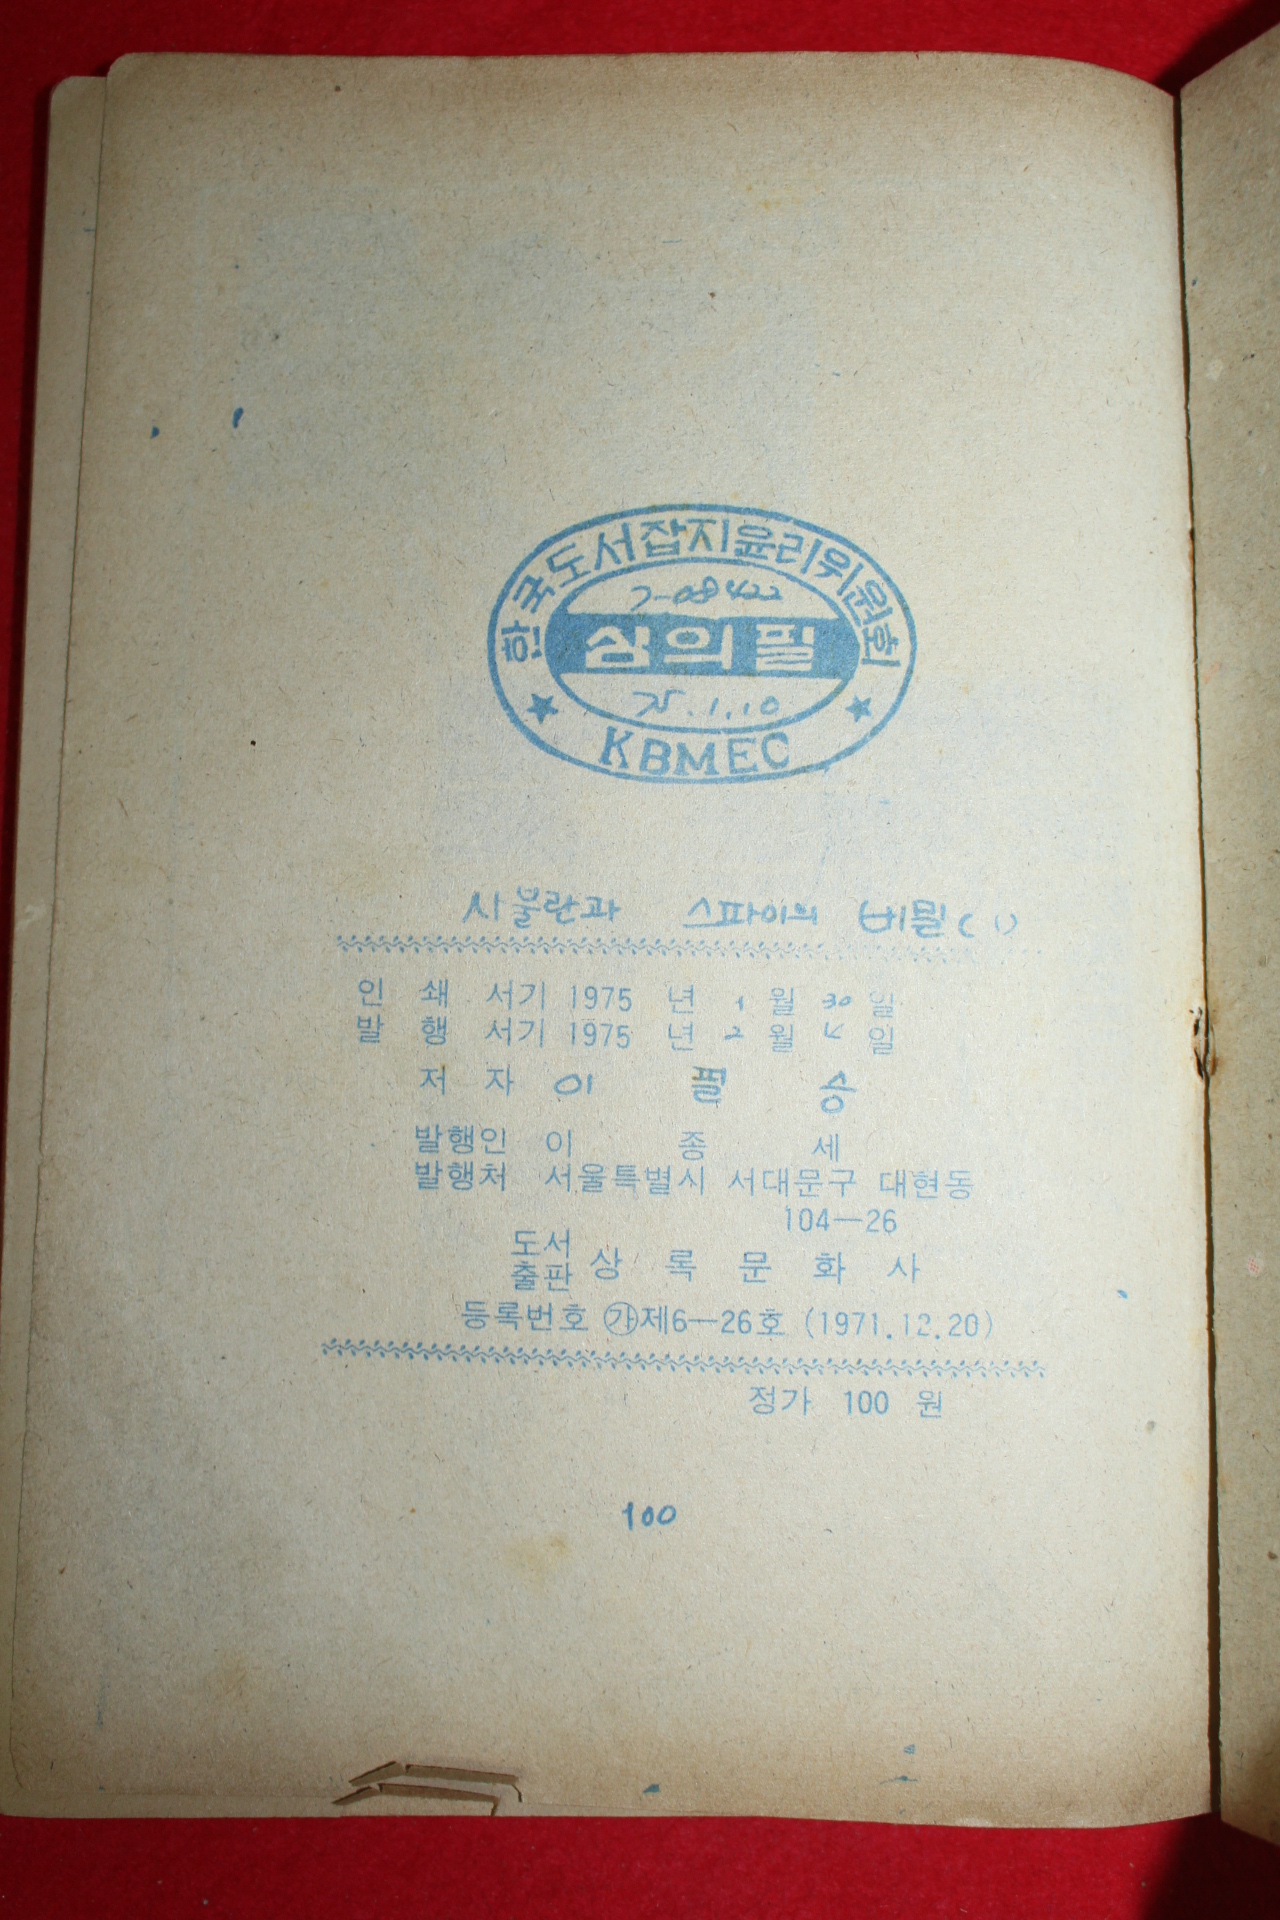 한국도서잡지윤리위원회
7-08422
심의필
75.1.10
KBMEC
사불란과 스파이의 비밀(1)
인 쇄 서기 1975 년 1 월 30 일
발 행 서기 1975 년 2 월 4 일
저 자 이 필 승
발행인 이 종 세
발행처 서울특별시 서대문구 대현동
104—26
도서출판 상 록 문 화 사
등록번호 ㉮제6—26호 (1971.12.20)
정가 100 원
100